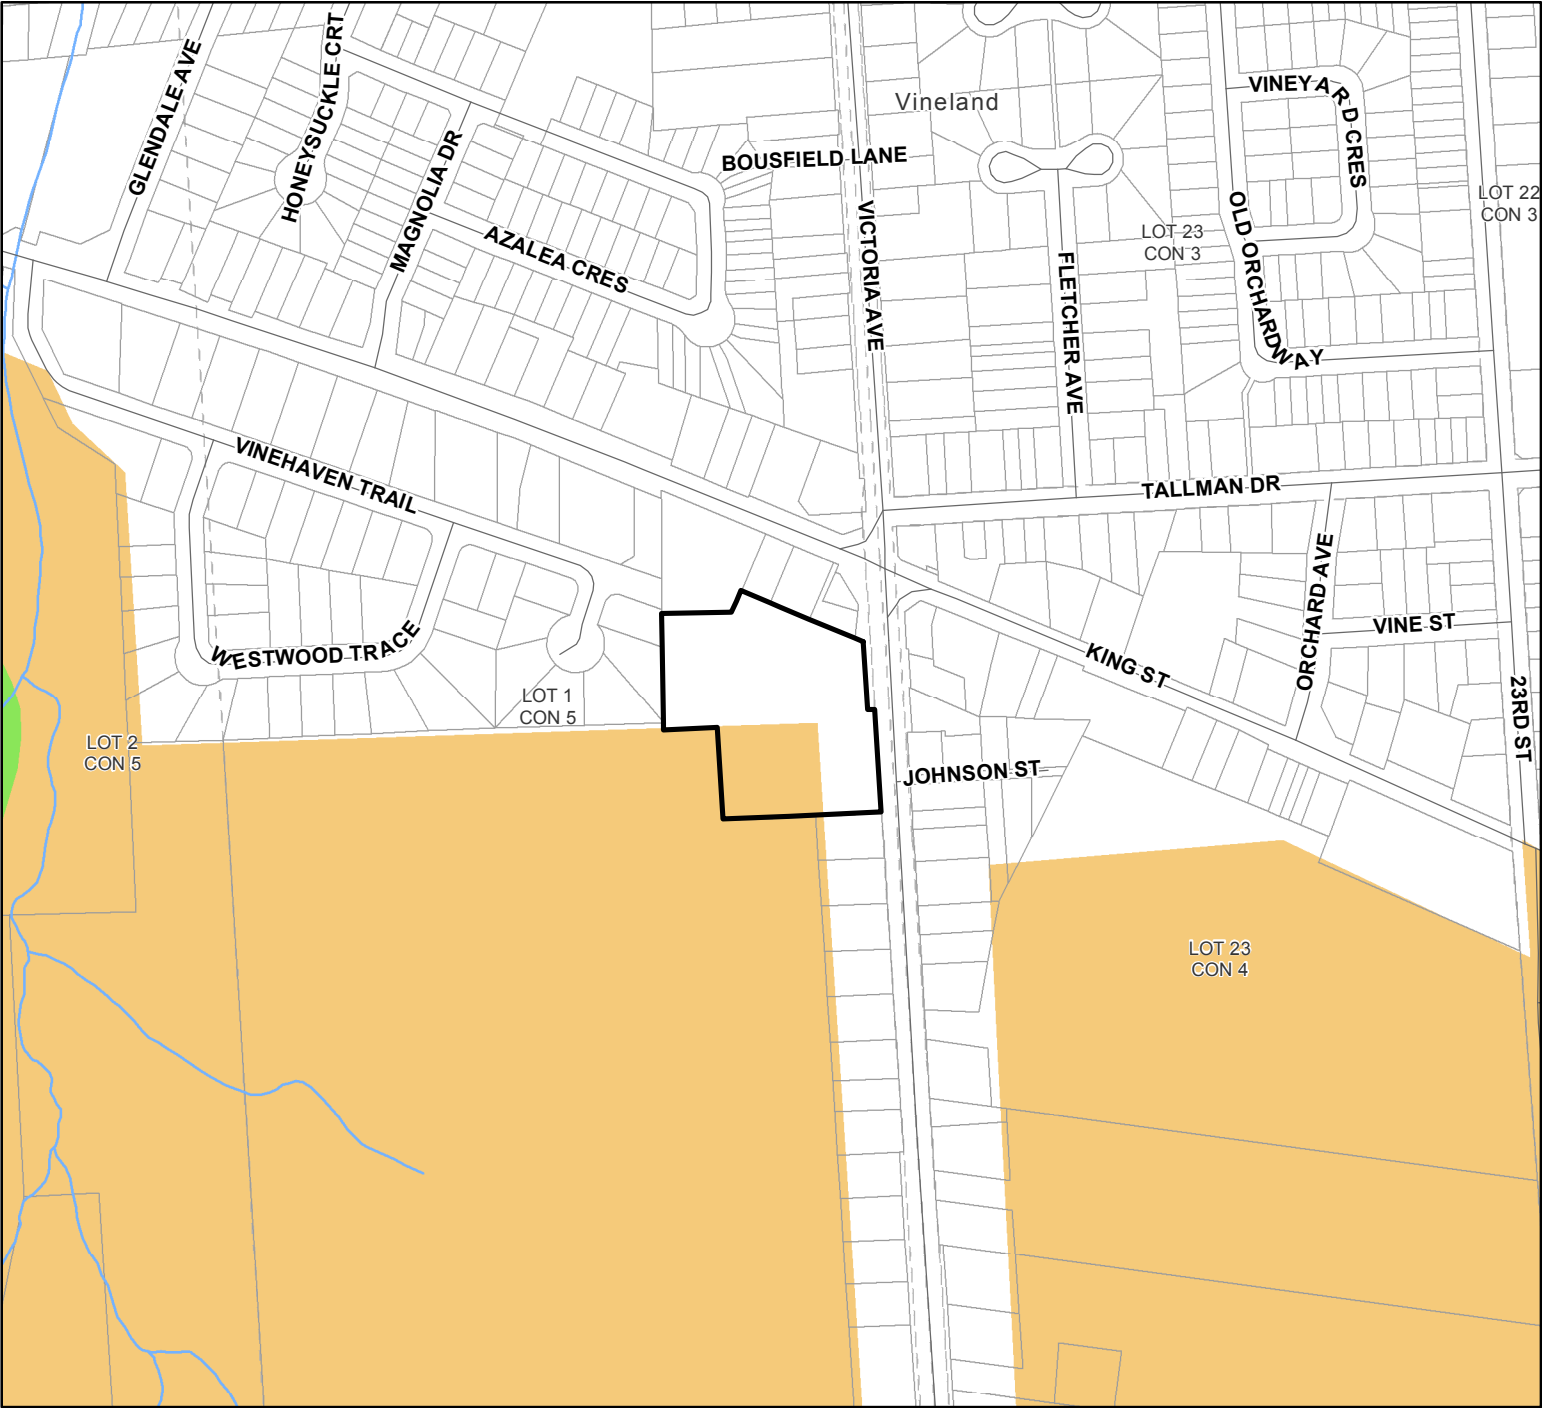 GLENDALE AVE
HONEYSUCKLE CRT
MAGNOLIA DR
AZALEA CRES
Vineland
BOUSFIELD LANE
VICTORIA AVE
VINEYARD CRES
LOT 22
CON 3
LOT 23
CON 3
OLD ORCHARD WAY
FLETCHER AVE
VINEHAVEN TRAIL
TALLMAN DR
ORCHARD AVE
VINE ST
WESTWOOD TRACE
KING ST
23RD ST
LOT 1
CON 5
LOT 2
CON 5
JOHNSON ST
LOT 23
CON 4